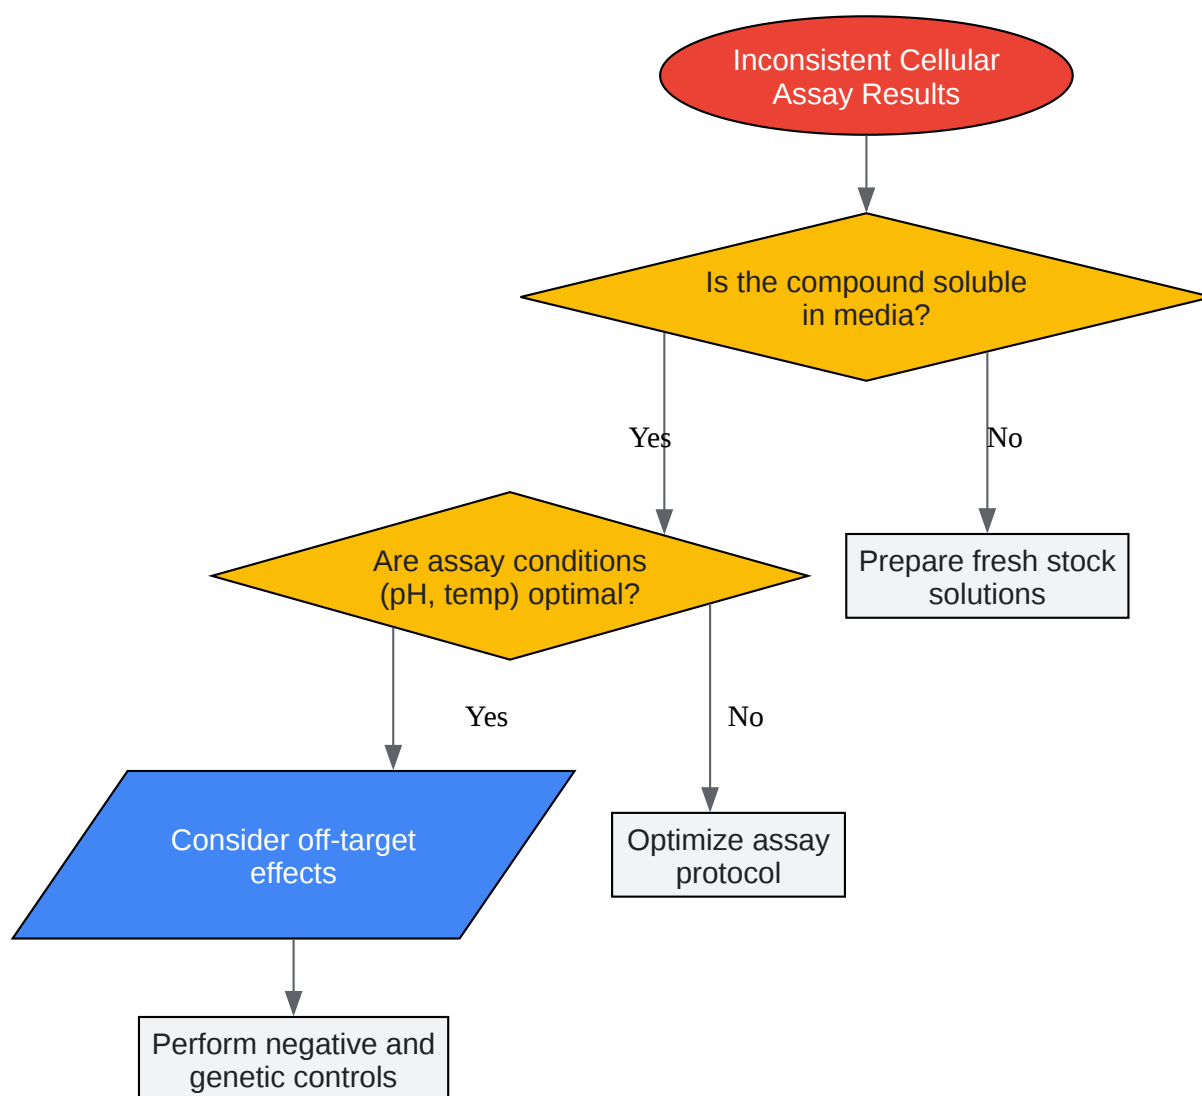 Inconsistent Cellular
Assay Results
Is the compound soluble
in media?
Yes
No
Are assay conditions
(pH, temp) optimal?
Prepare fresh stock
solutions
Yes
No
Consider off-target
effects
Optimize assay
protocol
Perform negative and
genetic controls